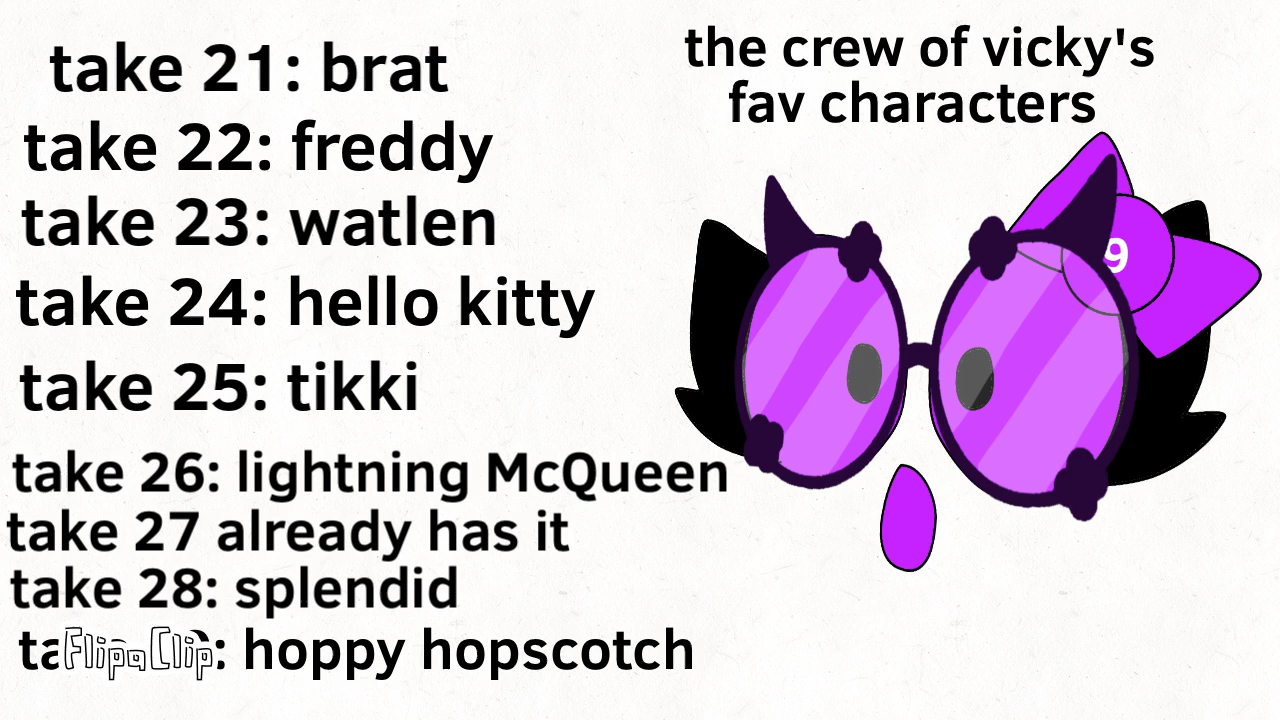 take 21: brat
take 22: freddy
take 23: watlen
take 24: hello kitty
take 25: tikki
take 26: lightning McQueen
take 27 already has it
take 28: splendid
: hoppy hopscotch
FlipaClip
the crew of vicky's
fav characters
9